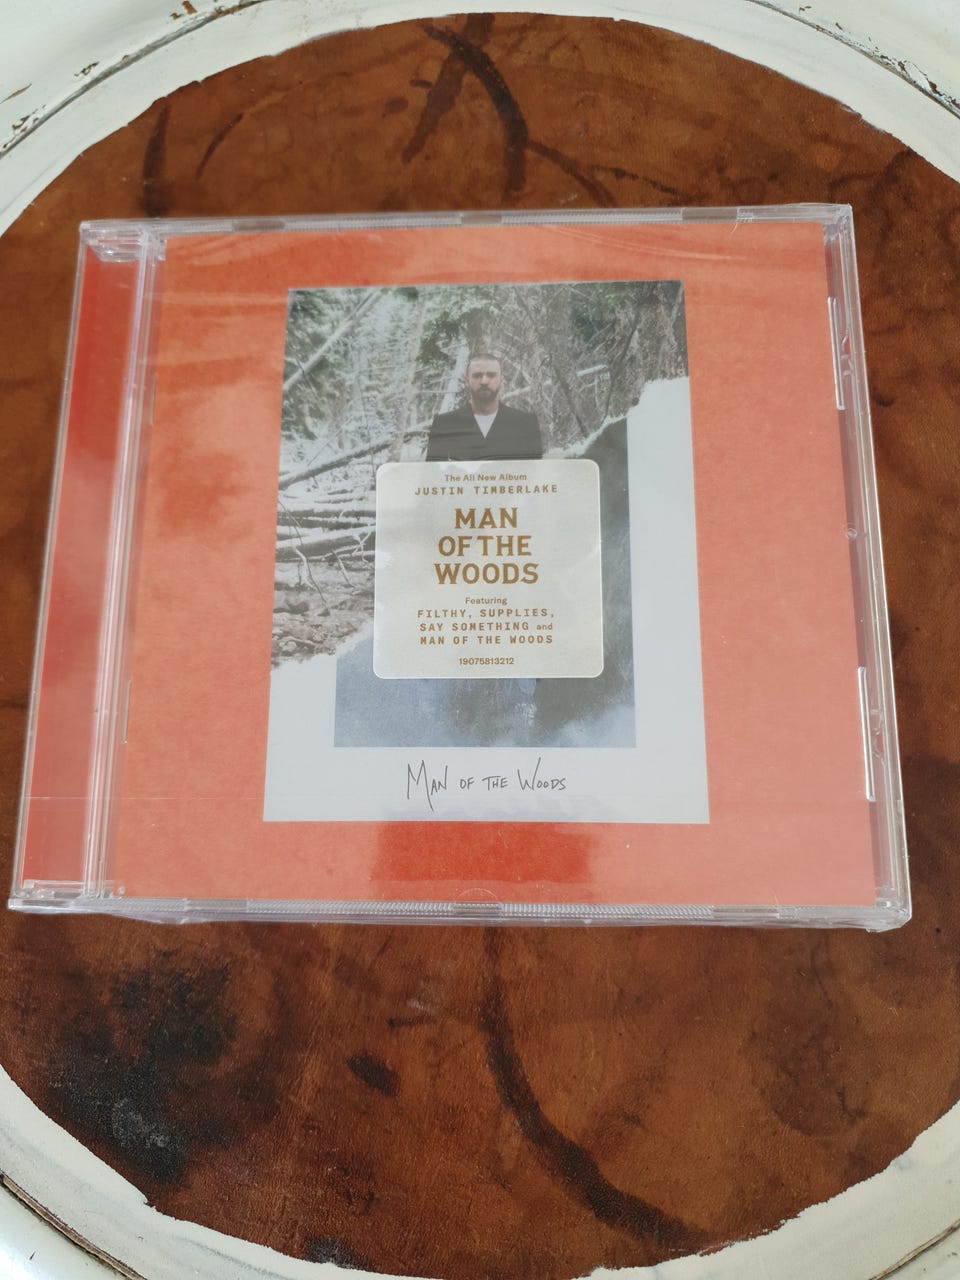 The All New Album
JUSTIN TIMBERLAKE
MAN
OF THE
WOODS
Featuring
FILTHY, SUPPLIES,
SAY SOMETHING and
MAN OF THE WOODS
19075813212
MAN OF THE WOODS